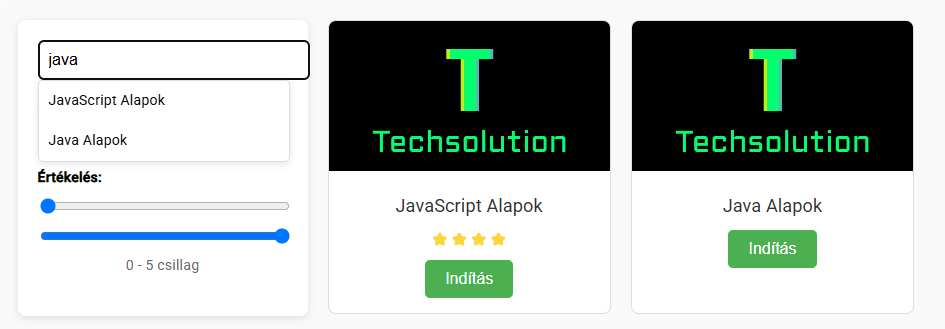 java
JavaScript Alapok
Java Alapok
Értékelés:
0 - 5 csillag
T
Techsolution
JavaScript Alapok
Indítás
T
Techsolution
Java Alapok
Indítás